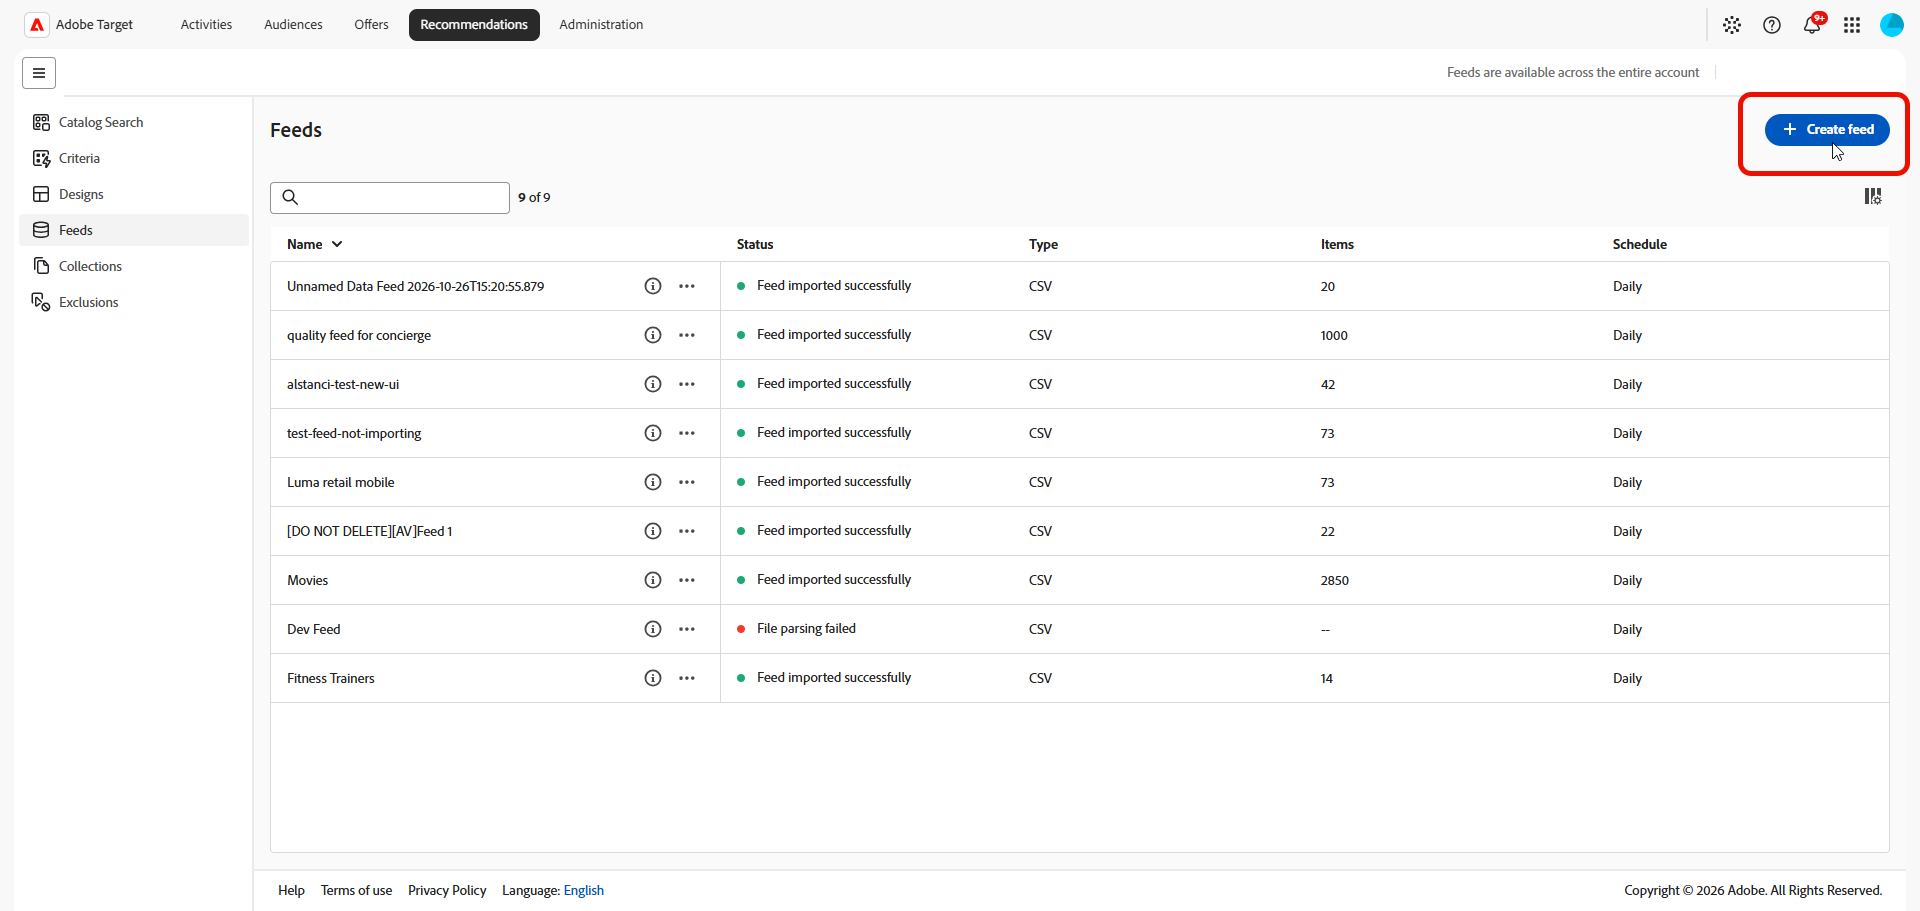 Adobe Target Activities Audiences Offers Recommendations Administration 9+
Feeds are available across the entire account
Catalog Search
Criteria
Designs
Feeds
Collections
Exclusions
Feeds
Create feed
9 of 9
Name Status Type Items Schedule
Unnamed Data Feed 2026-10-26T15:20:55.879 Feed imported successfully CSV 20 Daily
quality feed for concierge Feed imported successfully CSV 1000 Daily
alstanci-test-new-ui Feed imported successfully CSV 42 Daily
test-feed-not-importing Feed imported successfully CSV 73 Daily
Luma retail mobile Feed imported successfully CSV 73 Daily
[DO NOT DELETE][AV]Feed 1 Feed imported successfully CSV 22 Daily
Movies Feed imported successfully CSV 2850 Daily
Dev Feed -- File parsing failed CSV -- Daily
Fitness Trainers Feed imported successfully CSV 14 Daily
Help Terms of use Privacy Policy Language: English Copyright © 2026 Adobe. All Rights Reserved.